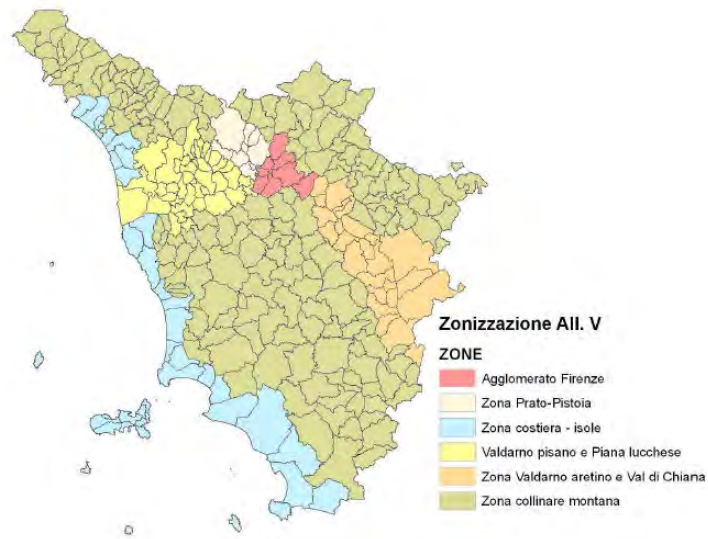 Zonizzazione All. V
ZONE
Agglomerato Firenze
Zona Prato-Pistoia
Zona costiera - isole
Valdarno pisano e Piana lucchese
Zona Valdarno aretino e Val di Chiana
Zona collinare montana